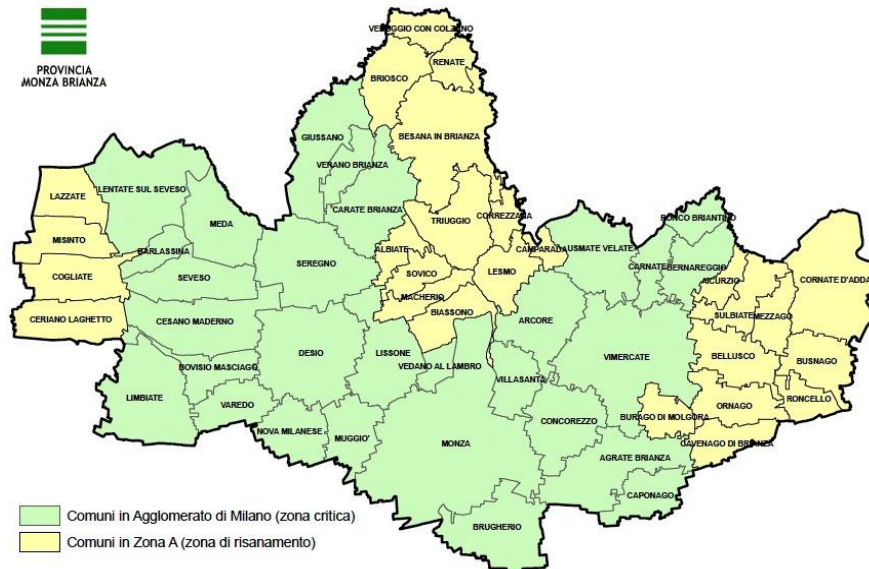 PROVINCIA
MONZA BRIANZA
VEDUGGIO CON COLZANO
RENATE
BRIOSCO
GIUSSANO
BESANA IN BRIANZA
VERANO BRIANZA
LENTATE SUL SEVESO
LAZZATE
MEDA
CARATE BRIANZA
TRIUGGIO
CORREZZANA
RONCO BRIANTINO
MISINTO
BARLASSINA
ALBIATE
CAMPARADA
USMATE VELATE
CARNATE
BERNAREGGIO
COGLIATE
SEVESO
SEREGNO
SOVICO
LESMO
AICURZIO
CORNATE D'ADDA
MACHERIO
CERIANO LAGHETTO
CESANO MADERNO
BIASSONO
ARCORE
SULBIATE
MEZZAGO
DESIO
LISSONE
VIMERCATE
BELLUSCO
BUSNAGO
BOVISIO MASCIAGO
VEDANO AL LAMBRO
VILLASANTA
LIMBIATE
VAREDO
ORNAGO
RONCELLO
BURAGO DI MOLGORA
CONCOREZZO
NOVA MILANESE
MUGGIO'
MONZA
CAVENAGO DI BRIANZA
AGRATE BRIANZA
CAPONAGO
BRUGHERIO
Comuni in Agglomerato di Milano (zona critica)
Comuni in Zona A (zona di risanamento)